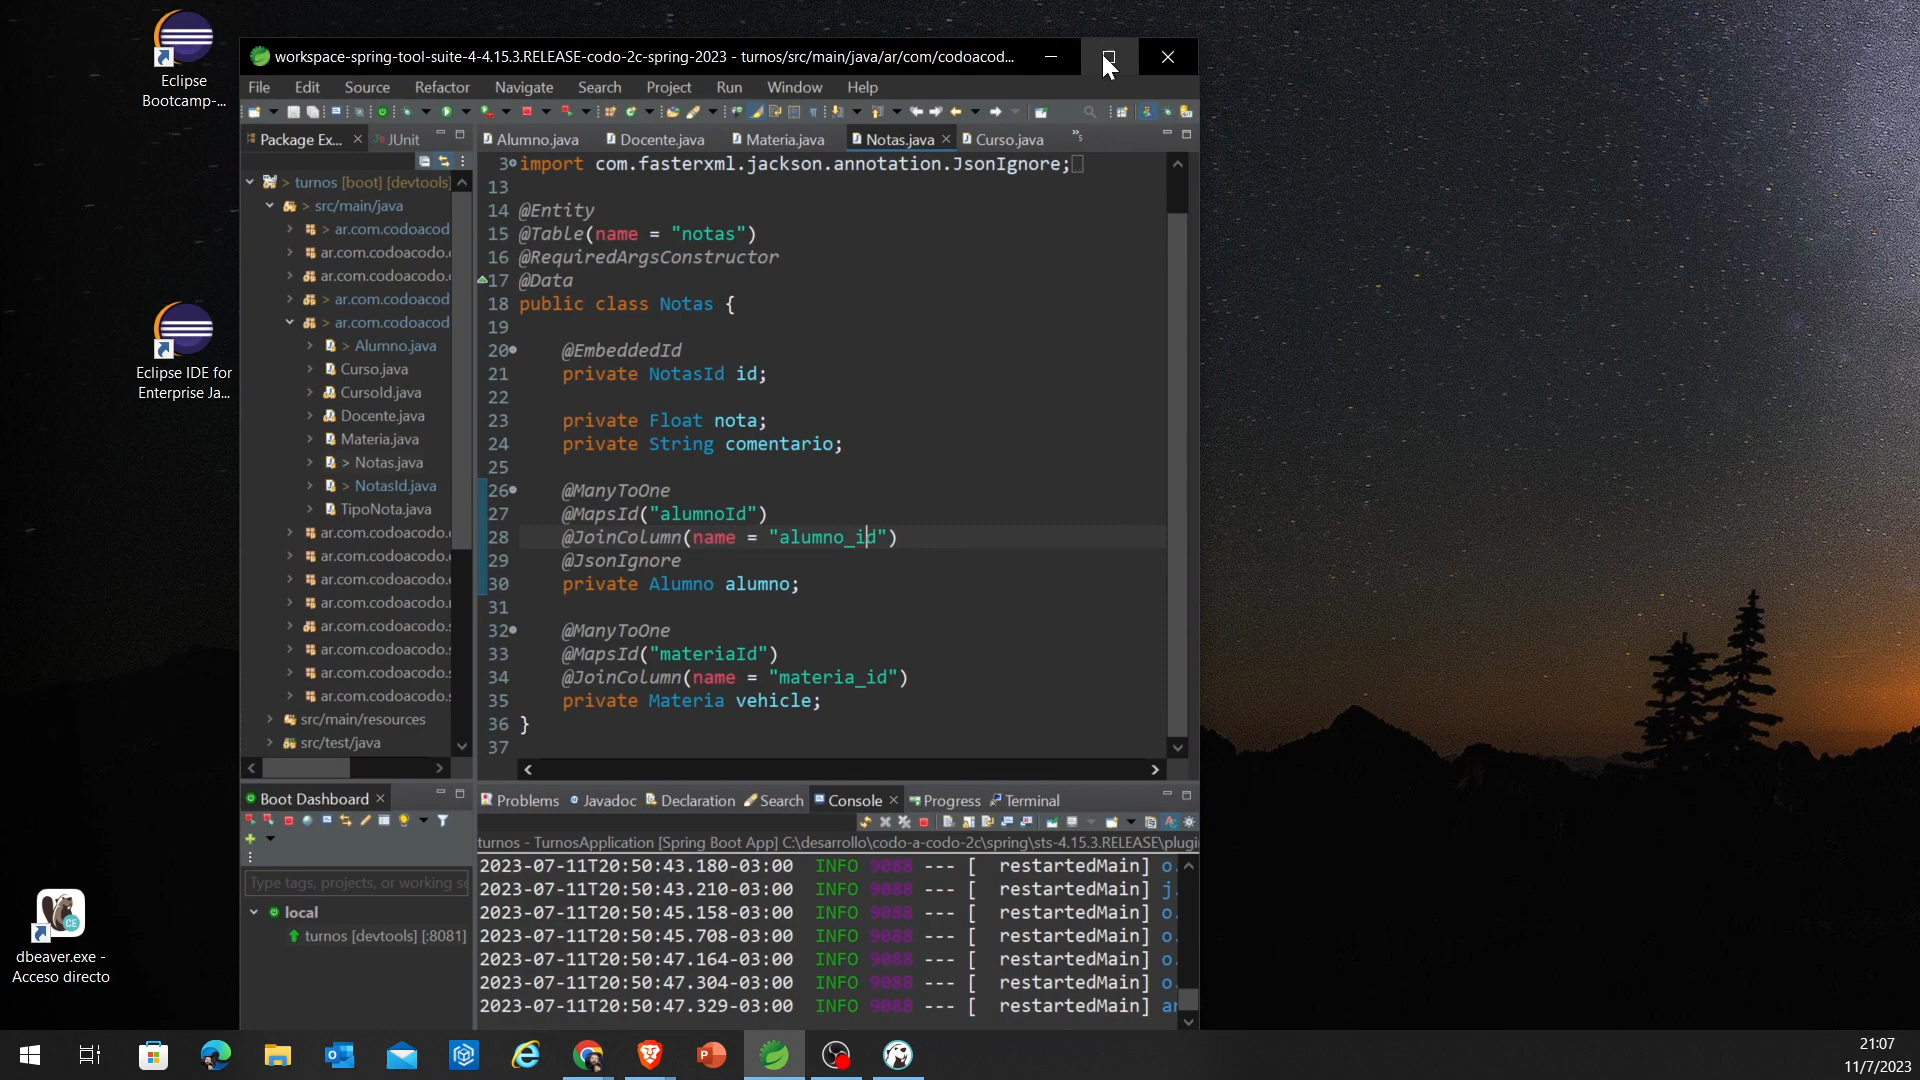 Eclipse
Bootcamp-...
Eclipse IDE for
Enterprise Ja...
dbeaver.exe -
Acceso directo
workspace-spring-tool-suite-4-4.15.3.RELEASE-codo-2c-spring-2023 - turnos/src/main/java/ar/com/codoacod...
File Edit Source Refactor Navigate Search Project Run Window Help
Package Ex... JUnit
> turnos [boot] [devtools]
> src/main/java
> ar.com.codoacod
ar.com.codoacodo.
ar.com.codoacodo.
> ar.com.codoacod
> ar.com.codoacod
> Alumno.java
Curso.java
CursoId.java
Docente.java
Materia.java
> Notas.java
> NotasId.java
TipoNota.java
ar.com.codoacodo.
ar.com.codoacodo.
ar.com.codoacodo.
ar.com.codoacodo.
ar.com.codoacodo.
ar.com.codoacodo.
ar.com.codoacodo.
ar.com.codoacodo.
src/main/resources
src/test/java
Alumno.java Docente.java Materia.java Notas.java Curso.java »5
3 import com.fasterxml.jackson.annotation.JsonIgnore;
13
14 @Entity
15 @Table(name = "notas")
16 @RequiredArgsConstructor
17 @Data
18 public class Notas {
19
20 @EmbeddedId
21 private NotasId id;
22
23 private Float nota;
24 private String comentario;
25
26 @ManyToOne
27 @MapsId("alumnoId")
28 @JoinColumn(name = "alumno_id")
29 @JsonIgnore
30 private Alumno alumno;
31
32 @ManyToOne
33 @MapsId("materiaId")
34 @JoinColumn(name = "materia_id")
35 private Materia vehicle;
36 }
37
Boot Dashboard
Type tags, projects, or working se
local
turnos [devtools] [:8081]
Problems Javadoc Declaration Search Console Progress Terminal
turnos - TurnosApplication [Spring Boot App] C:\desarrollo\codo-a-codo-2c\spring\sts-4.15.3.RELEASE\plugi
2023-07-11T20:50:43.180-03:00 INFO 9088 --- [ restartedMain] o.
2023-07-11T20:50:43.210-03:00 INFO 9088 --- [ restartedMain] j.
2023-07-11T20:50:45.158-03:00 INFO 9088 --- [ restartedMain] o.
2023-07-11T20:50:45.708-03:00 INFO 9088 --- [ restartedMain] o.
2023-07-11T20:50:47.164-03:00 INFO 9088 --- [ restartedMain] o.
2023-07-11T20:50:47.304-03:00 INFO 9088 --- [ restartedMain] o.
2023-07-11T20:50:47.329-03:00 INFO 9088 --- [ restartedMain] ar
21:07
11/7/2023